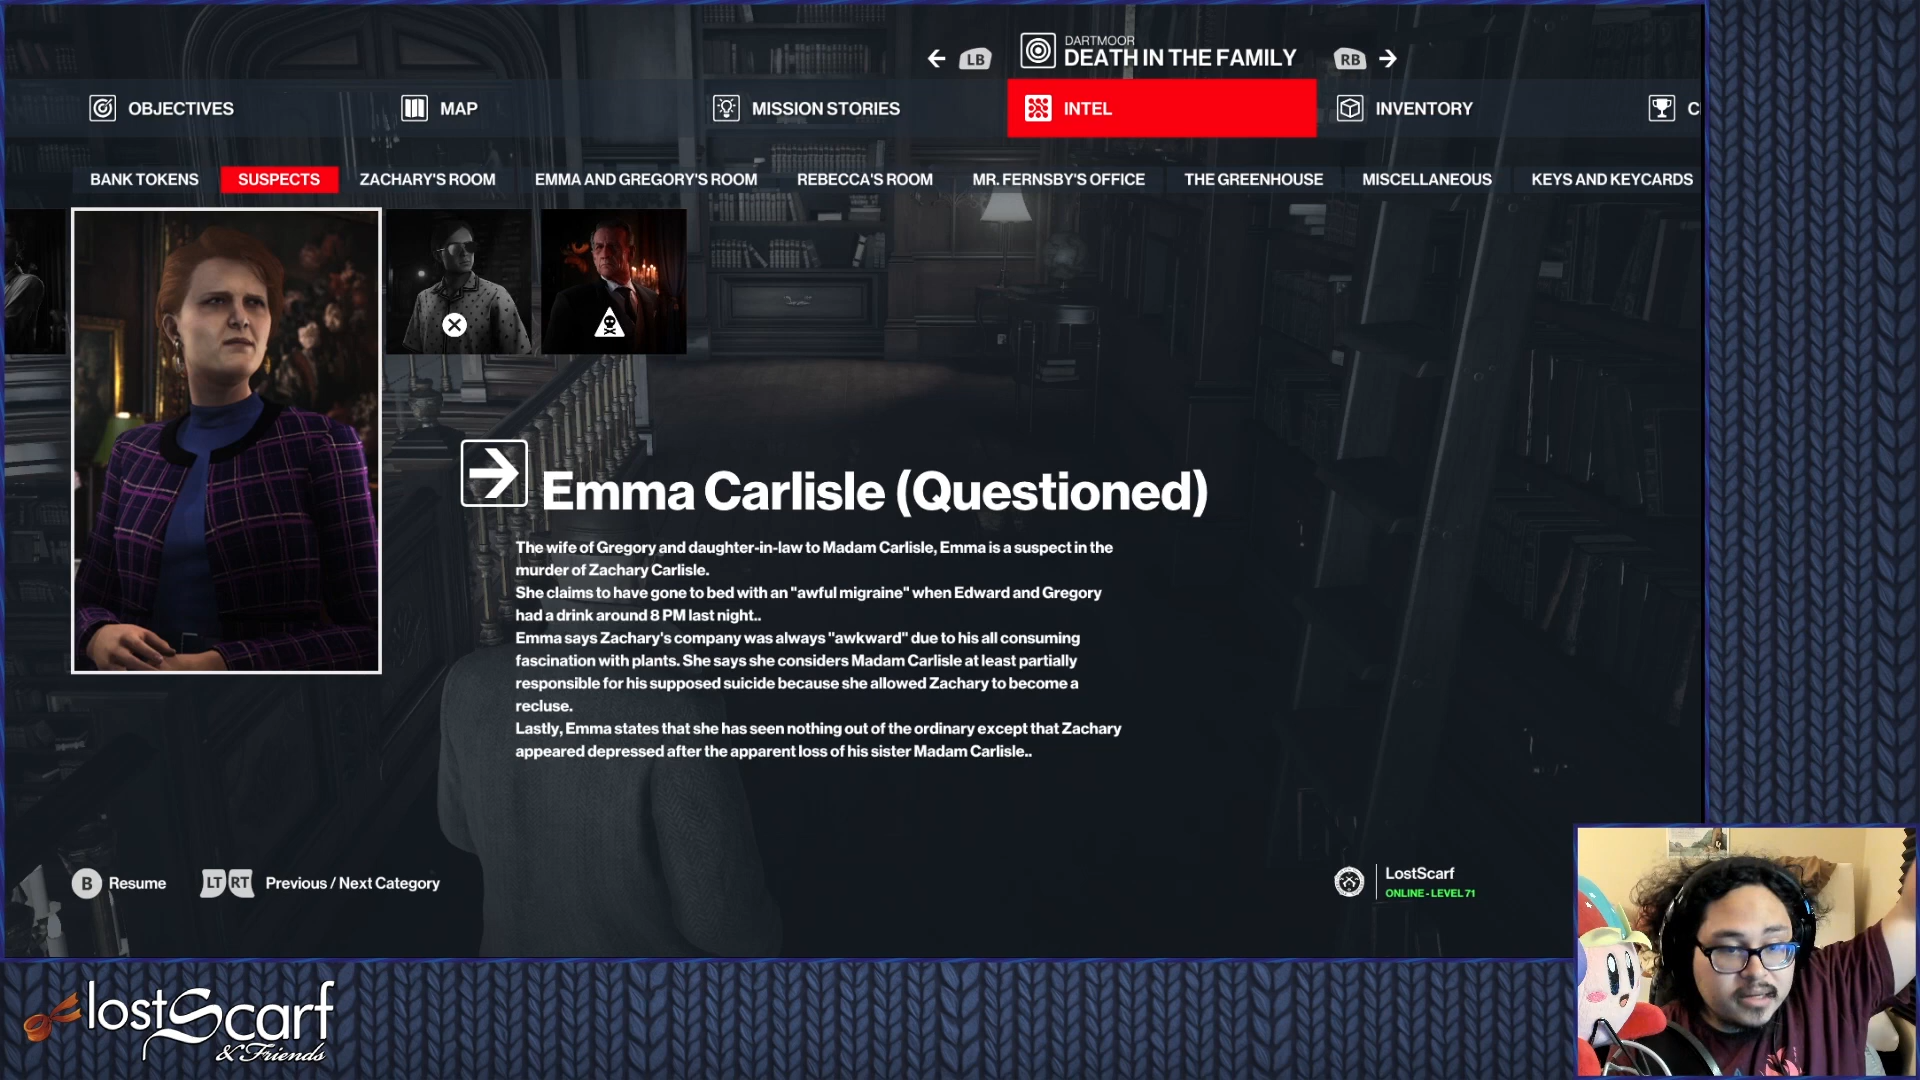 LB
DARTMOOR
DEATH IN THE FAMILY
RB
OBJECTIVES
MAP
MISSION STORIES
INTEL
INVENTORY
C
BANK TOKENS
SUSPECTS
ZACHARY'S ROOM
EMMA AND GREGORY'S ROOM
REBECCA'S ROOM
MR. FERNSBY'S OFFICE
THE GREENHOUSE
MISCELLANEOUS
KEYS AND KEYCARDS
Emma Carlisle (Questioned)
The wife of Gregory and daughter-in-law to Madam Carlisle, Emma is a suspect in the
murder of Zachary Carlisle.
She claims to have gone to bed with an "awful migraine" when Edward and Gregory
had a drink around 8 PM last night..
Emma says Zachary's company was always "awkward" due to his all consuming
fascination with plants. She says she considers Madam Carlisle at least partially
responsible for his supposed suicide because she allowed Zachary to become a
recluse.
Lastly, Emma states that she has seen nothing out of the ordinary except that Zachary
appeared depressed after the apparent loss of his sister Madam Carlisle..
B Resume
LT RT Previous / Next Category
LostScarf
ONLINE - LEVEL 71
lostScarf
& Friends